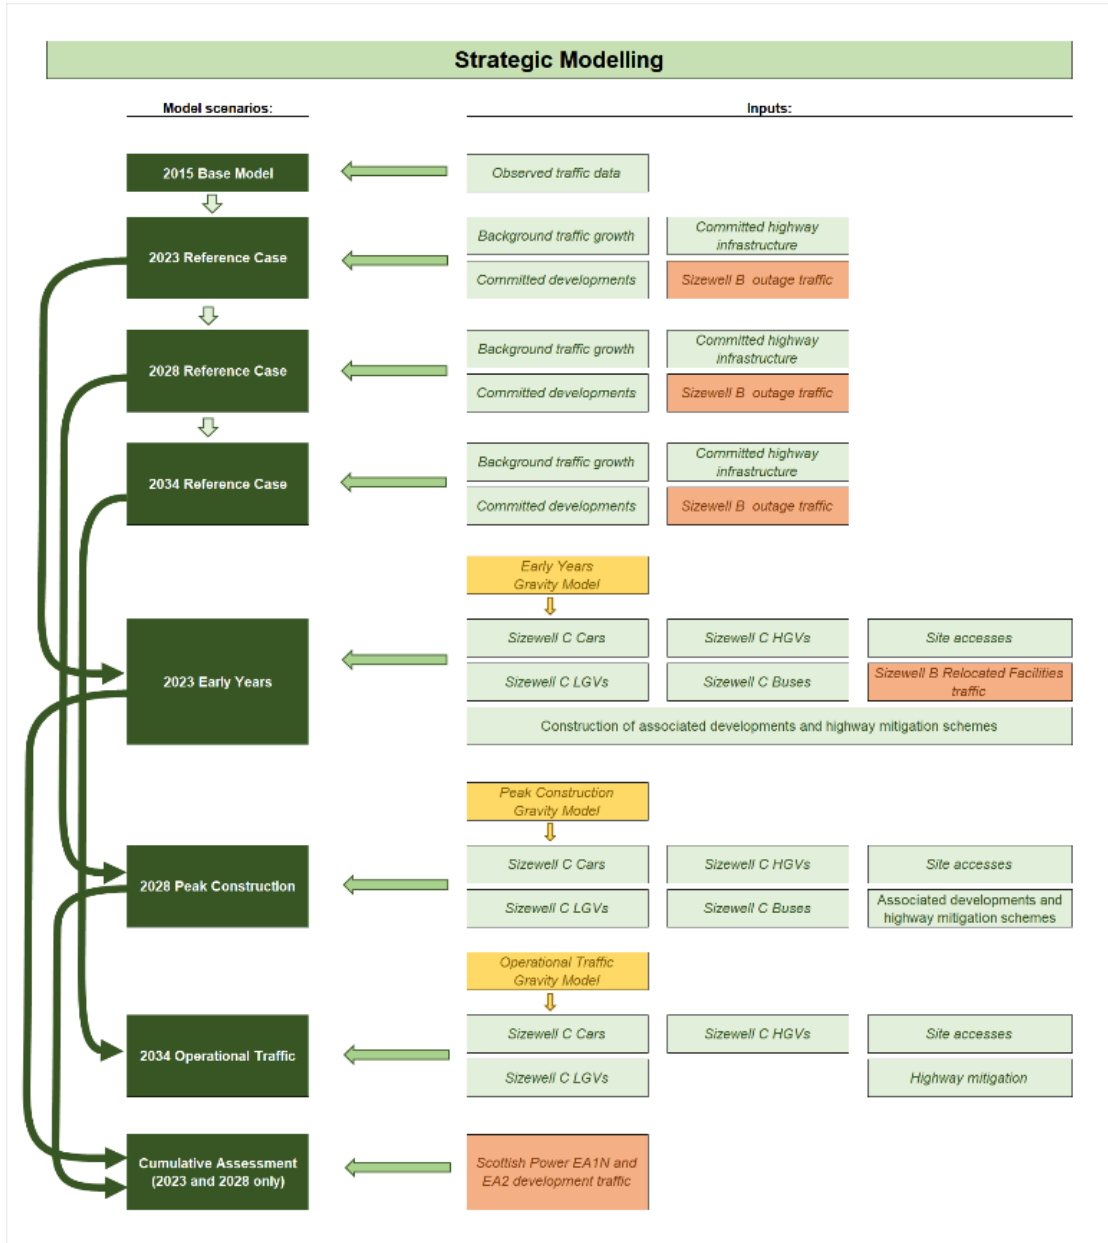 Strategic Modelling
Model scenarios:
Inputs:
2015 Base Model
Observed traffic data
2023 Reference Case
Background traffic growth
Committed highway
infrastructure
Committed developments
Sizewell B outage traffic
2028 Reference Case
Background traffic growth
Committed highway
infrastructure
Committed developments
Sizewell B outage traffic
2034 Reference Case
Background traffic growth
Committed highway
infrastructure
Committed developments
Sizewell B outage traffic
Early Years
Gravity Model
2023 Early Years
Sizewell C Cars
Sizewell C HGVs
Site accesses
Sizewell C LGVs
Sizewell C Buses
Sizewell B Relocated Facilities
traffic
Construction of associated developments and highway mitigation schemes
Peak Construction
Gravity Model
2028 Peak Construction
Sizewell C Cars
Sizewell C HGVs
Site accesses
Sizewell C LGVs
Sizewell C Buses
Associated developments and
highway mitigation schemes
Operational Traffic
Gravity Model
2034 Operational Traffic
Sizewell C Cars
Sizewell C HGVs
Site accesses
Sizewell C LGVs
Highway mitigation
Cumulative Assessment
(2023 and 2028 only)
Scottish Power EA1N and
EA2 development traffic